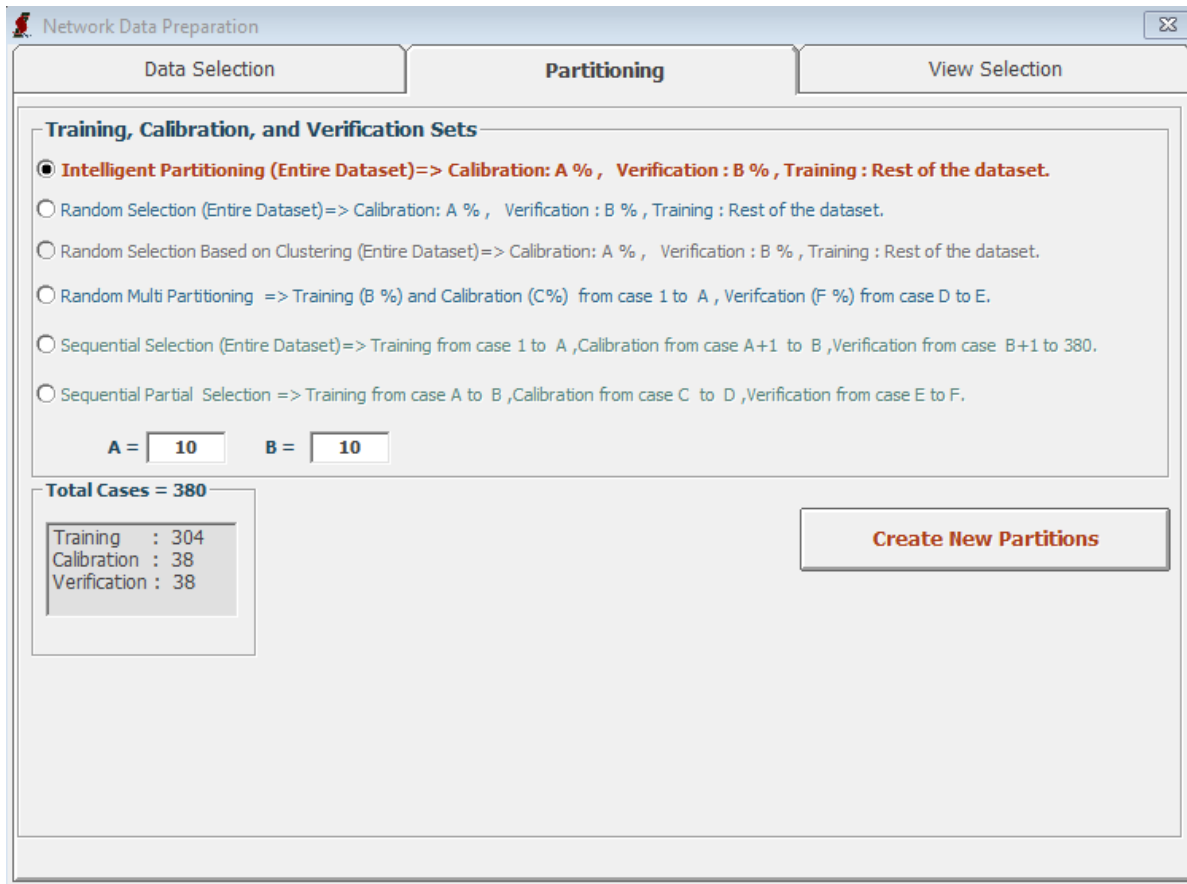 Network Data Preparation
Data Selection
Partitioning
View Selection
Training, Calibration, and Verification Sets
Intelligent Partitioning (Entire Dataset)=> Calibration: A % , Verification : B % , Training : Rest of the dataset.
Random Selection (Entire Dataset)=> Calibration: A % , Verification : B % , Training : Rest of the dataset.
Random Selection Based on Clustering (Entire Dataset)=> Calibration: A % , Verification : B % , Training : Rest of the dataset.
Random Multi Partitioning => Training (B %) and Calibration (C%) from case 1 to A , Verifcation (F %) from case D to E.
Sequential Selection (Entire Dataset)=> Training from case 1 to A ,Calibration from case A+1 to B ,Verification from case B+1 to 380.
Sequential Partial Selection => Training from case A to B ,Calibration from case C to D ,Verification from case E to F.
A = 10 B = 10
Total Cases = 380
Training : 304
Calibration : 38
Verification : 38
Create New Partitions